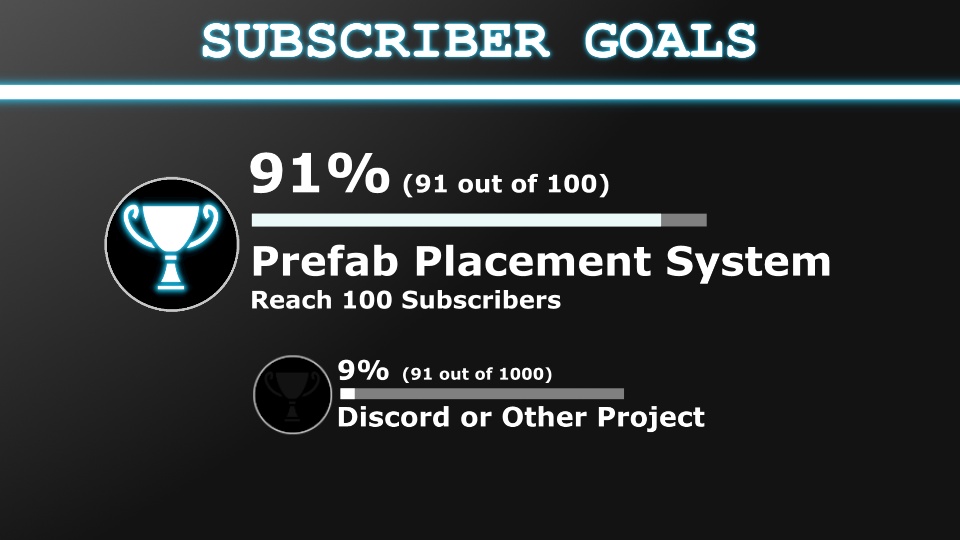 SUBSCRIBER GOALS
91% (91 out of 100)
Prefab Placement System
Reach 100 Subscribers
9% (91 out of 1000)
Discord or Other Project